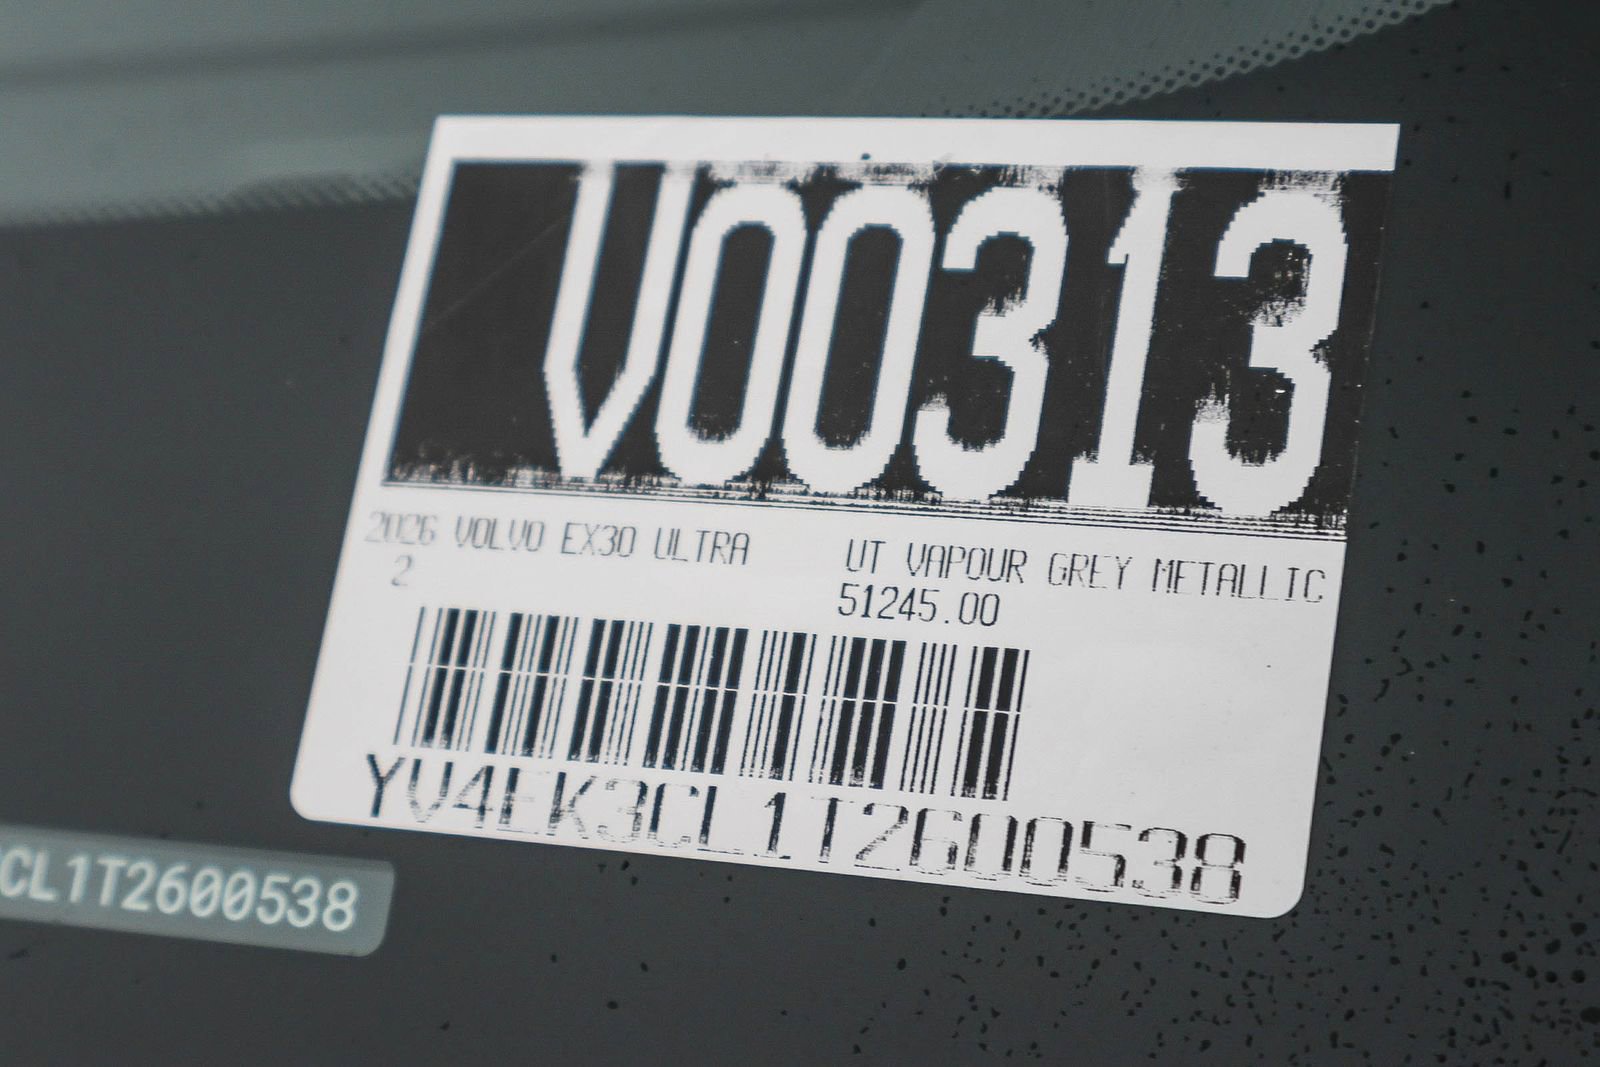 V00313
2026 VOLVO EX30 ULTRA UT VAPOUR GREY METALLIC
2 51245.00
YV4EK3CL1T2600538
CL1T2600538